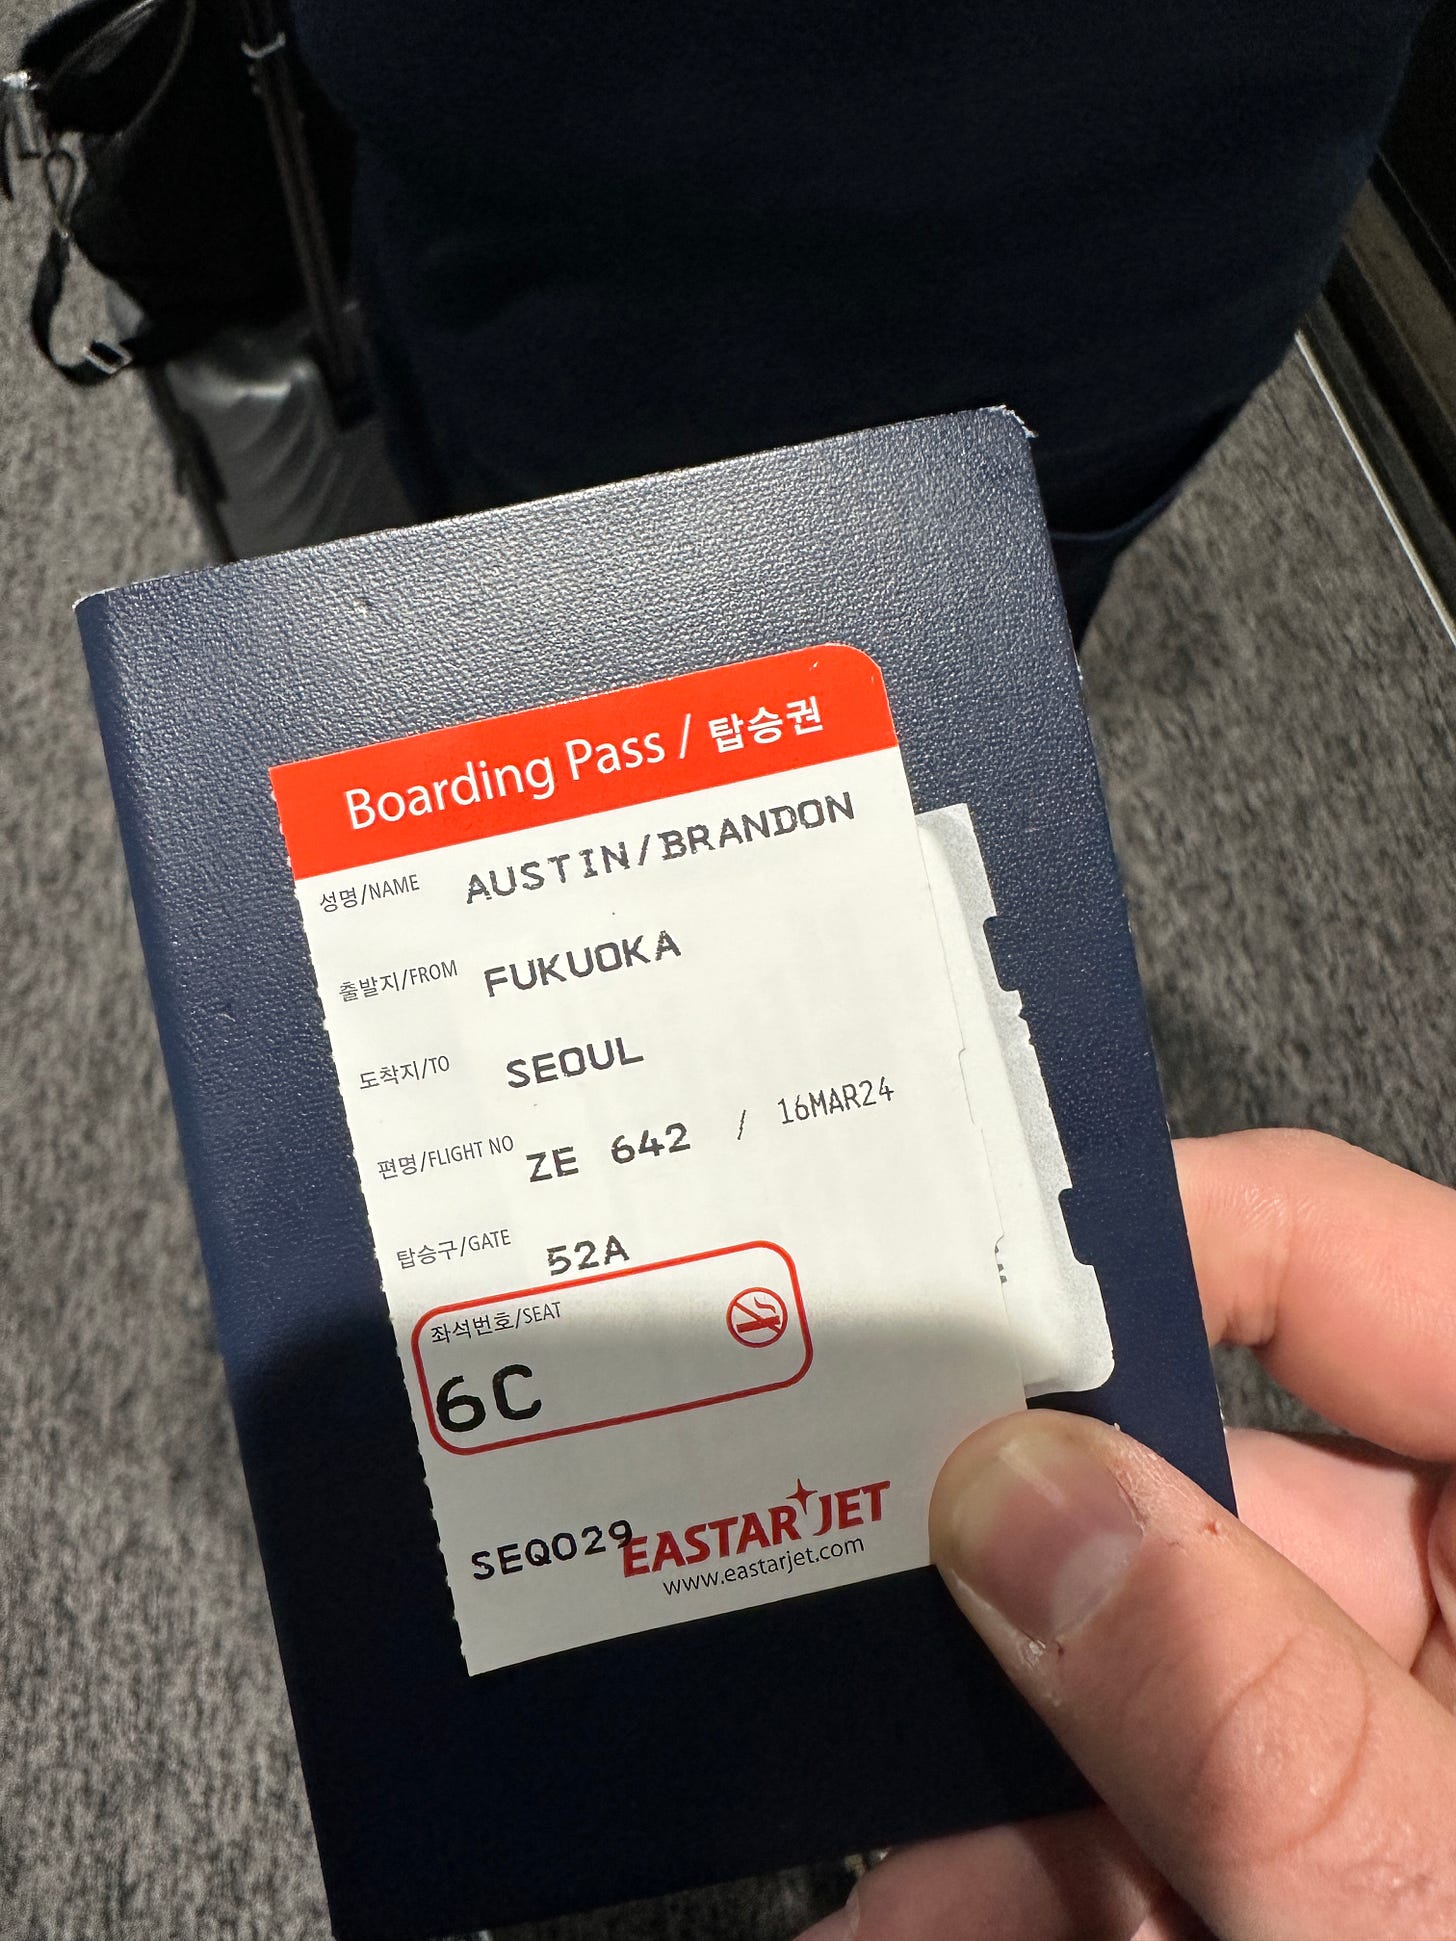 Boarding Pass / 탑승권
성명/NAME AUSTIN/BRANDON
출발지/FROM FUKUOKA
도착지/TO SEOUL
편명/FLIGHT NO ZE 642 / 16MAR24
탑승구/GATE 52A
좌석번호/SEAT
6C
SEQ029 EASTAR JET
www.eastarjet.com